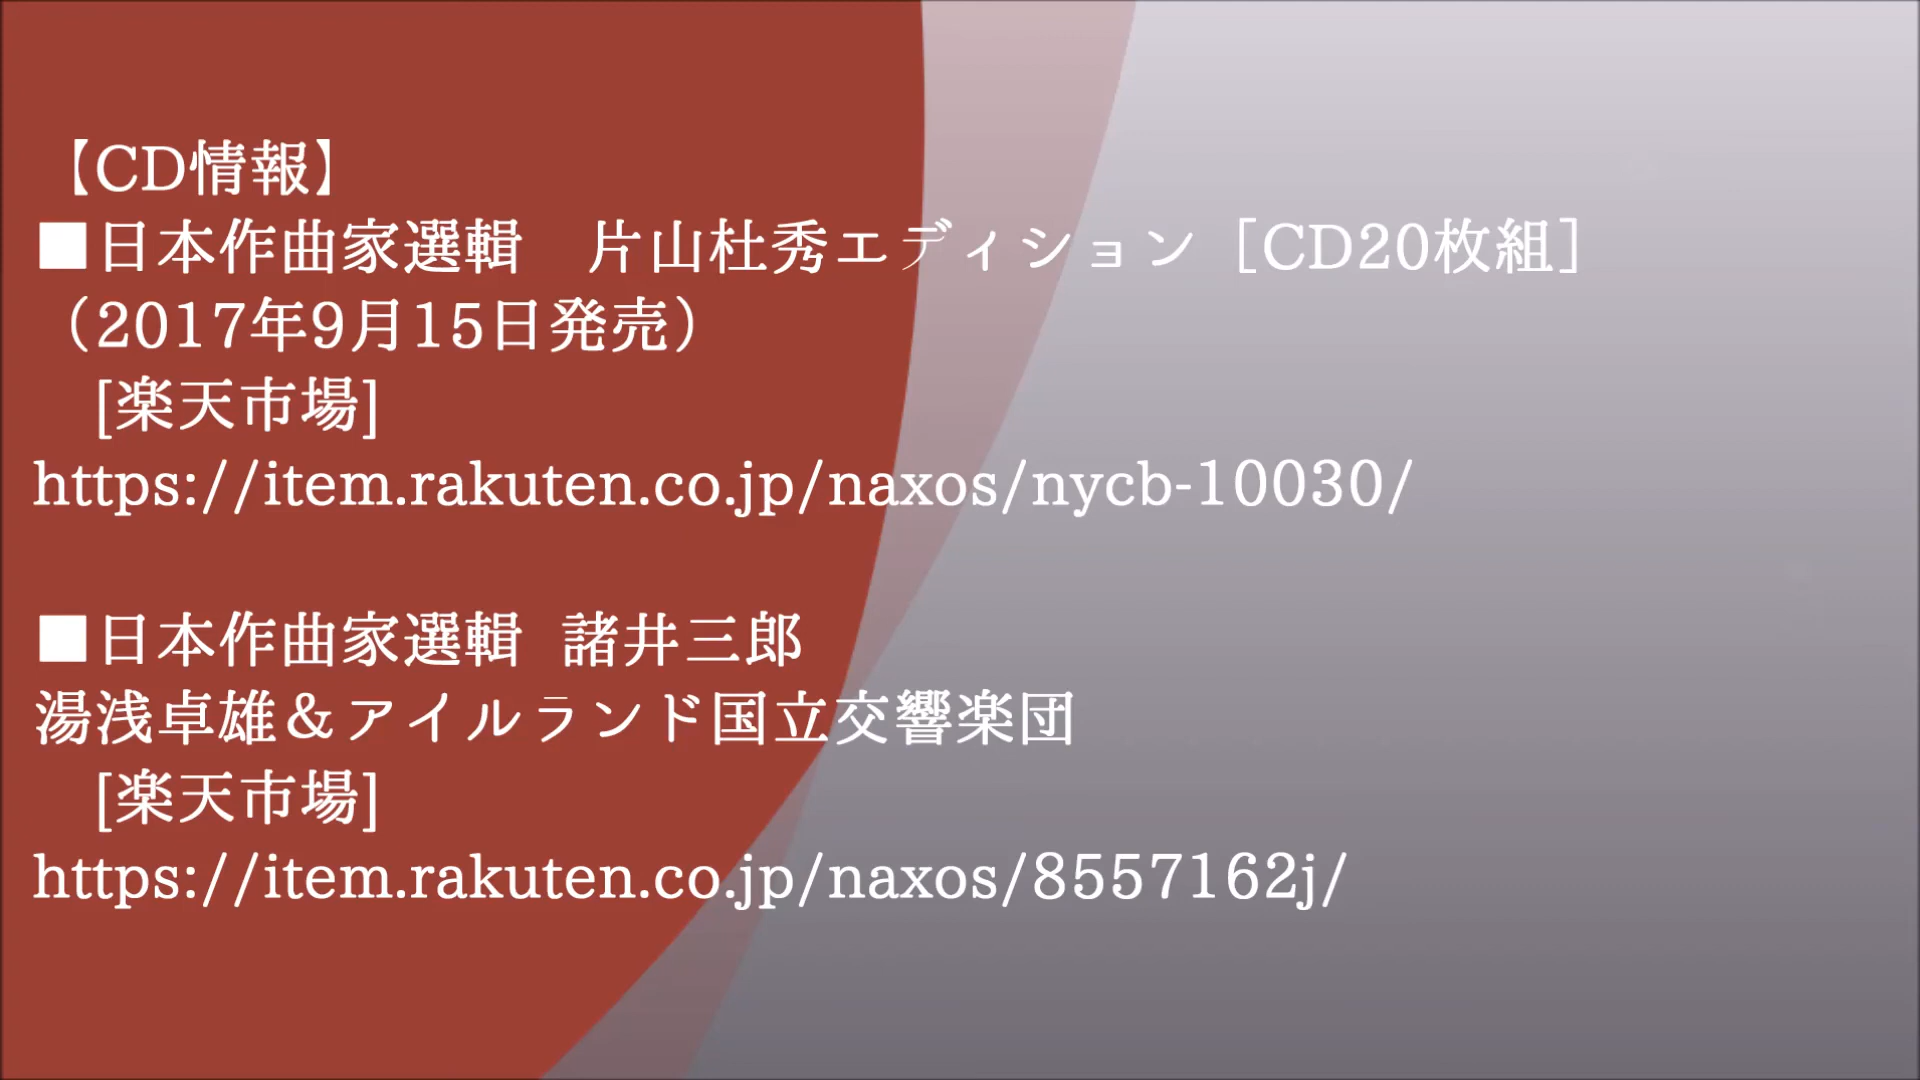 【CD情報】
■日本作曲家選輯　片山杜秀エディション［CD20枚組］
（2017年9月15日発売）
[楽天市場]
https://item.rakuten.co.jp/naxos/nycb-10030/
■日本作曲家選輯 諸井三郎
湯浅卓雄＆アイルランド国立交響楽団
[楽天市場]
https://item.rakuten.co.jp/naxos/8557162j/